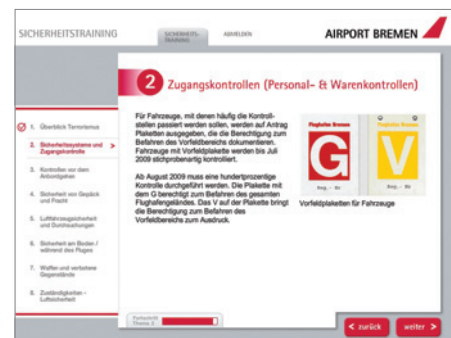 SICHERHEITSTRAINING
SICHERHEITS-
TRAINING
ABMELDEN
AIRPORT BREMEN
2 Zugangskontrollen (Personal- & Warenkontrollen)
1. Überblick Terrorismus
2. Sicherheitssysteme und
Zugangskontrolle >
3. Kontrollen vor dem
Anbordgehen
4. Sicherheit von Gepäck
und Fracht
5. Luftfahrzeugsicherheit
und Durchsuchungen
6. Sicherheit am Boden /
während des Fluges
7. Waffen und verbotene
Gegenstände
8. Zuständigkeiten -
Luftsicherheit
Für Fahrzeuge, mit denen häufig die Kontroll-
stellen passiert werden sollen, werden auf Antrag
Plaketten ausgegeben, die die Berechtigung zum
Befahren des Vorfeldbereichs dokumentieren.
Fahrzeuge mit Vorfeldplakette werden bis Juli
2009 stichprobenartig kontrolliert.
Ab August 2009 muss eine hundertprozentige
Kontrolle durchgeführt werden. Die Plakette mit
dem G berechtigt zum Befahren des gesamten
Flughafengeländes. Das V auf der Plakette bringt
die Berechtigung zum Befahren des
Vorfeldbereichs zum Ausdruck.
Flughafen Bremen
G
HB
Flughafen Bremen
V
HB
Vorfeldplaketten für Fahrzeuge
Fortschritt
Thema 2
< zurück
weiter >